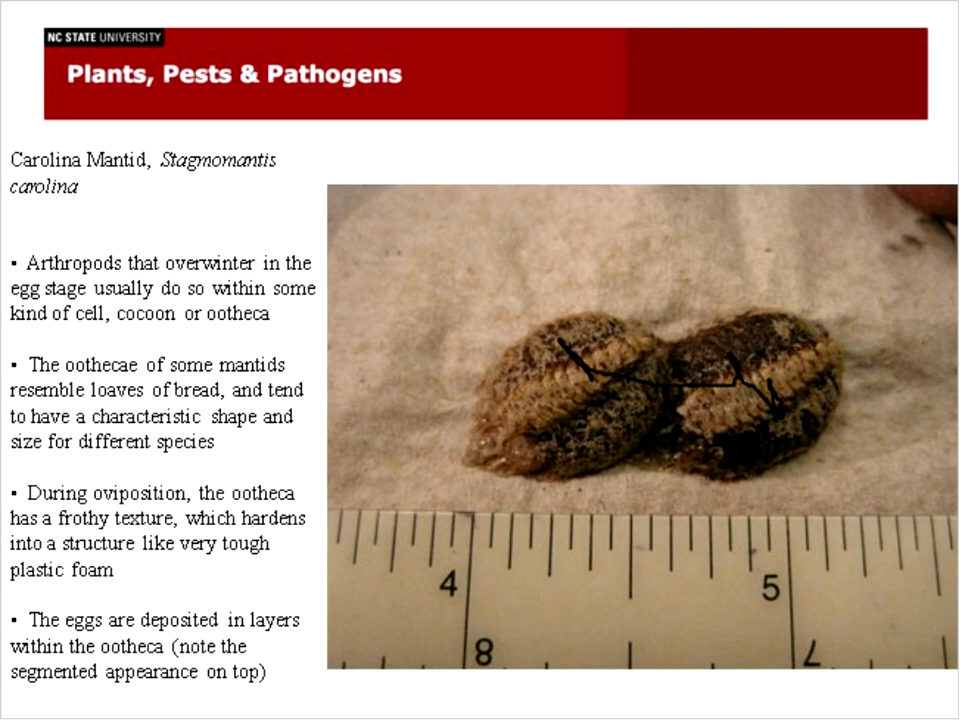 NC STATE UNIVERSITY
Plants, Pests & Pathogens
Carolina Mantid, Stagmomantis
carolina
▪ Arthropods that overwinter in the
egg stage usually do so within some
kind of cell, cocoon or ootheca
▪ The oothecae of some mantids
resemble loaves of bread, and tend
to have a characteristic shape and
size for different species
▪ During oviposition, the ootheca
has a frothy texture, which hardens
into a structure like very tough
plastic foam
▪ The eggs are deposited in layers
within the ootheca (note the
segmented appearance on top)
4 5
8 7